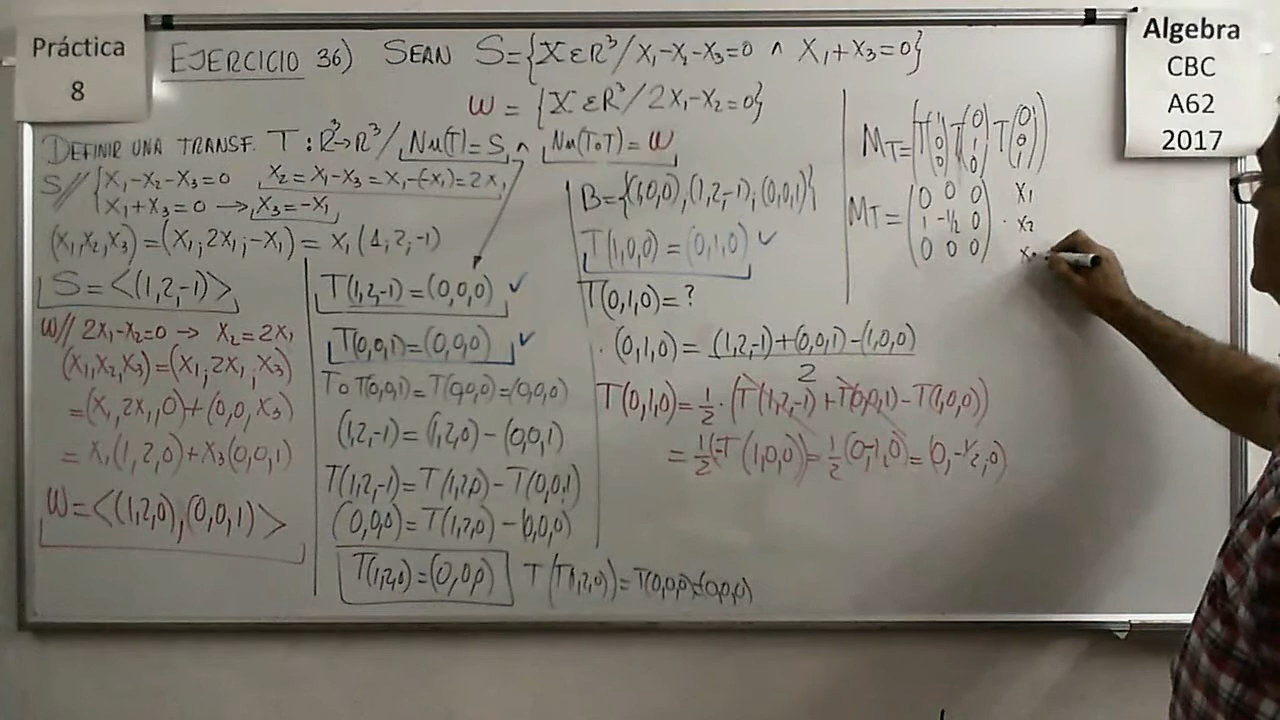 Práctica
8
Algebra
CBC
A62
2017
EJERCICIO 36) SEAN S={X∈R³/X₁-X₂-X₃=0 ∧ X₁+X₃=0}
W = {X∈R³/2X₁-X₂=0}
DEFINIR UNA TRANSF. T:R³→R³/ Nu(T)=S ∧ Nu(ToT)=W
S// { X₁-X₂-X₃=0 X₂=X₁-X₃=X₁-(-X₁)=2X₁
X₁+X₃=0 → X₃=-X₁
(X₁,X₂,X₃)=(X₁;2X₁;-X₁)= X₁(1,2,-1)
S=<(1,2,-1)>
W// 2X₁-X₂=0 → X₂=2X₁
(X₁,X₂,X₃)=(X₁;2X₁;X₃)
=(X₁,2X₁,0)+(0,0,X₃)
= X₁(1,2,0)+X₃(0,0,1)
W=<(1,2,0),(0,0,1)>
T(1,2,-1)=(0,0,0) ✓
T(0,0,1)=(0,0,0) ✓
ToT(0,0,1)=T(0,0,0)=(0,0,0)
(1,2,-1)=(1,2,0)-(0,0,1)
T(1,2,-1)=T(1,2,0)-T(0,0,1)
(0,0,0)=T(1,2,0)-(0,0,0)
T(1,2,0)=(0,0,0) T(T(1,2,0))=T(0,0,0)=(0,0,0)
B={(1,0,0),(1,2,-1),(0,0,1)}
T(1,0,0)=(0,1,0) ✓
T(0,1,0)=?
. (0,1,0)= (1,2,-1)+(0,0,1)-(1,0,0)
2
T(0,1,0)=1/2.(T(1,2,-1)+T(0,0,1)-T(1,0,0))
=1/2(-T(1,0,0))=1/2(0,-1,0)=(0,-1/2,0)
M_T=(T(1 0 0) T(0 1 0) T(0 0 1))
0 0 0 X₁
M_T= 1 -1/2 0 . X₂
0 0 0 X